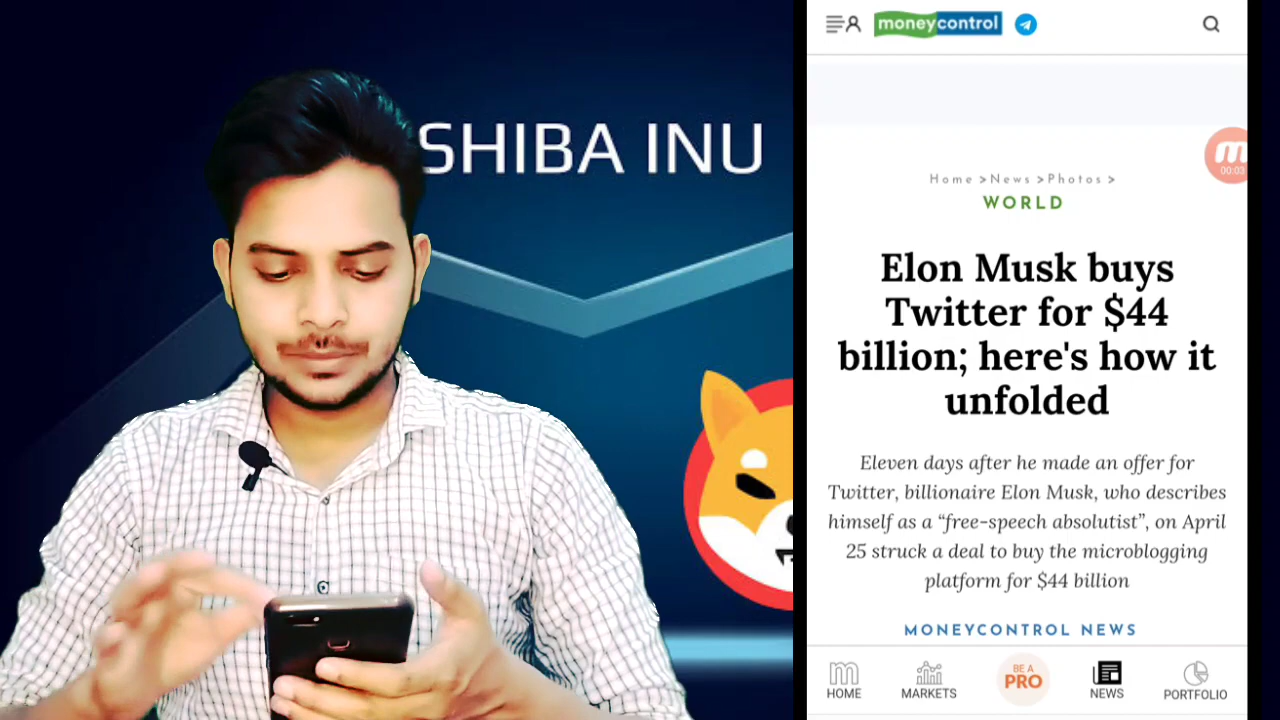 SHIBA INU
moneycontrol
00:03
Home >News >Photos >
WORLD
Elon Musk buys
Twitter for $44
billion; here's how it
unfolded
Eleven days after he made an offer for
Twitter, billionaire Elon Musk, who describes
himself as a “free-speech absolutist”, on April
25 struck a deal to buy the microblogging
platform for $44 billion
MONEYCONTROL NEWS
BE A
PRO
HOME
MARKETS
NEWS
PORTFOLIO